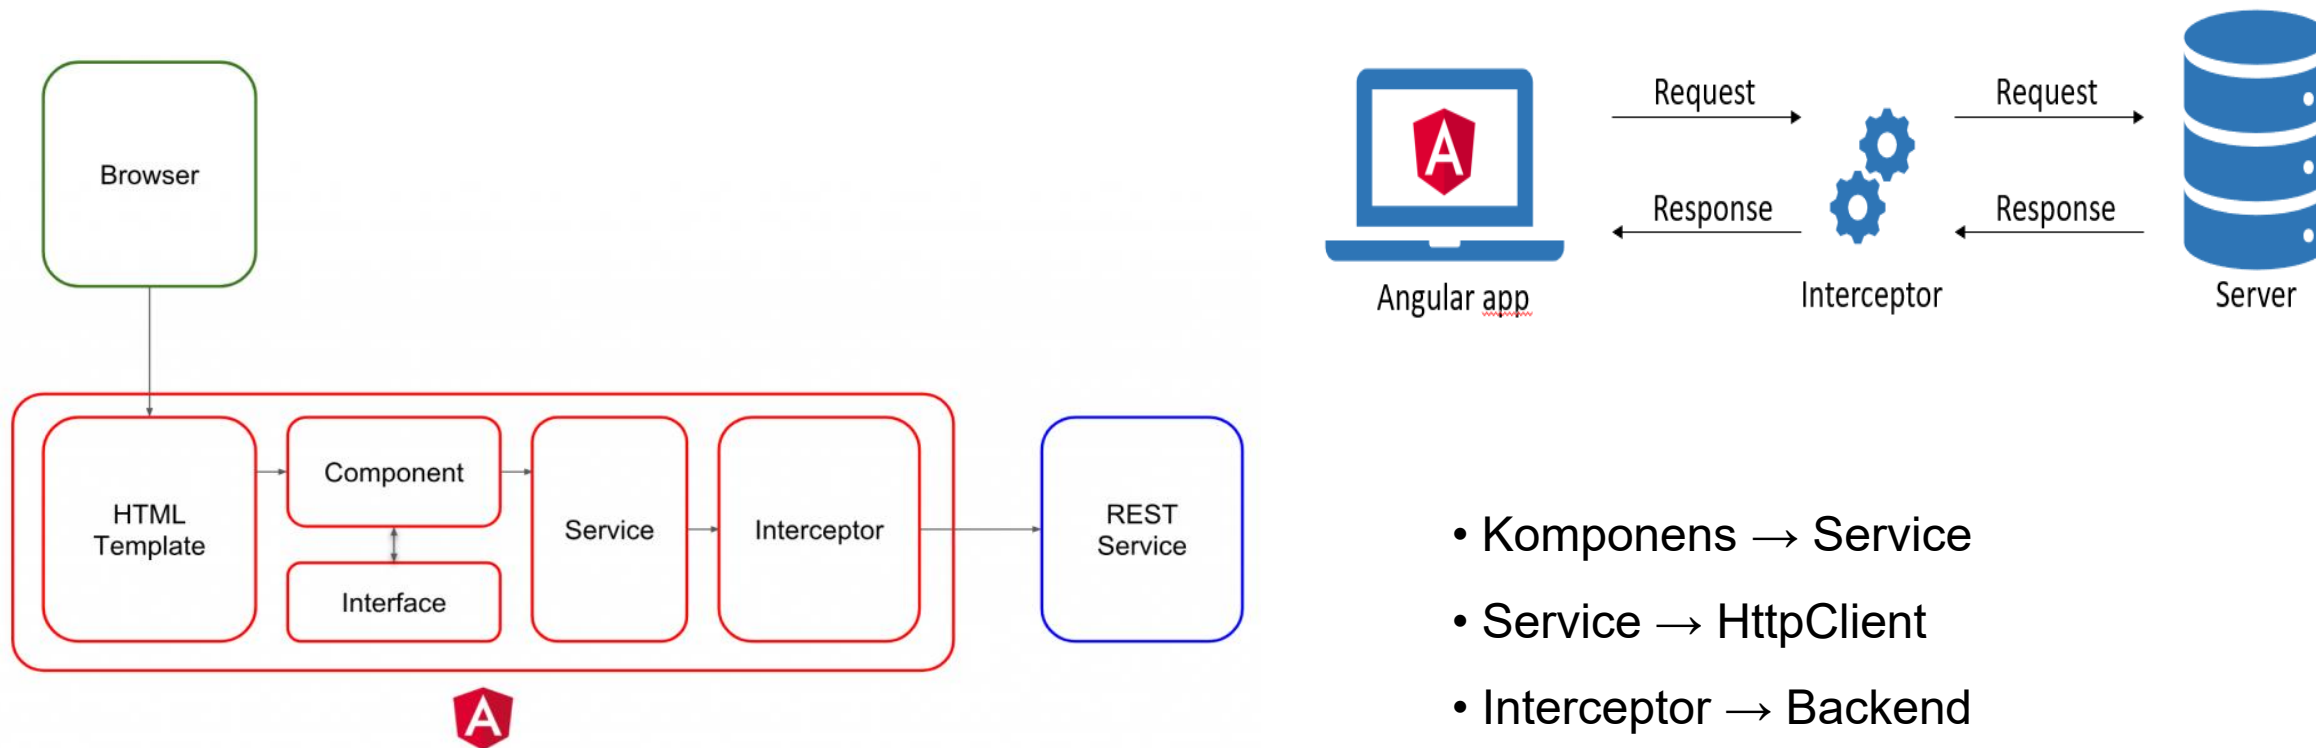 Browser
HTML
Template
Component
Interface
Service
Interceptor
REST
Service
Request
Request
Response
Response
Angular app
Interceptor
Server
• Komponens → Service
• Service → HttpClient
• Interceptor → Backend